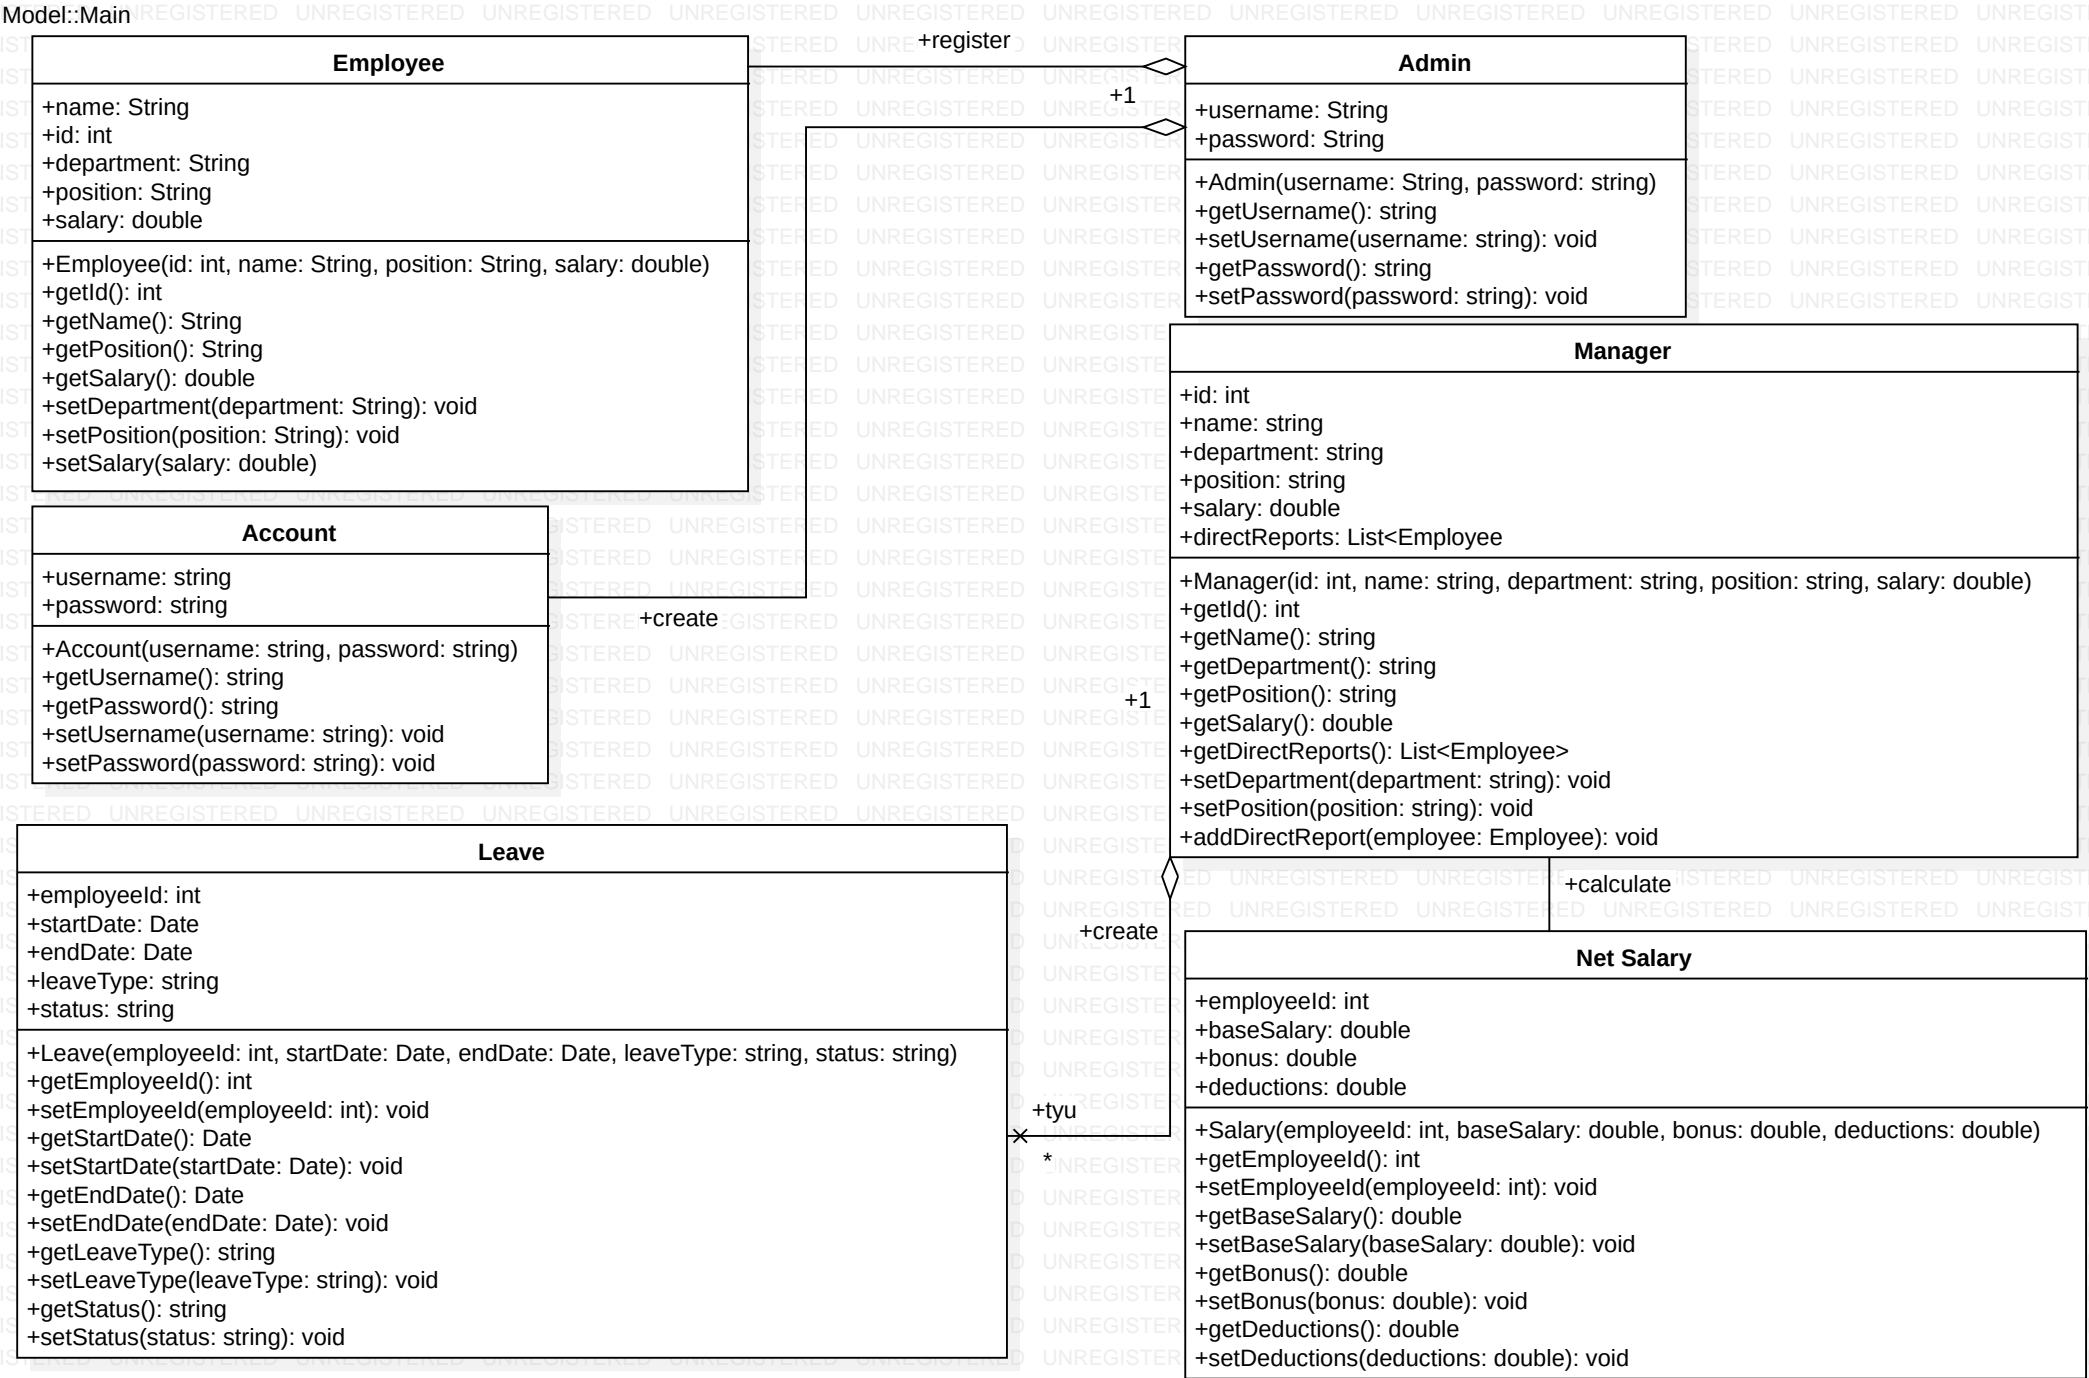 Model::Main
Employee
+name: String
+id: int
+department: String
+position: String
+salary: double
+Employee(id: int, name: String, position: String, salary: double)
+getId(): int
+getName(): String
+getPosition(): String
+getSalary(): double
+setDepartment(department: String): void
+setPosition(position: String): void
+setSalary(salary: double)
+register
+1
Admin
+username: String
+password: String
+Admin(username: String, password: string)
+getUsername(): string
+setUsername(username: string): void
+getPassword(): string
+setPassword(password: string): void
Account
+username: string
+password: string
+Account(username: string, password: string)
+getUsername(): string
+getPassword(): string
+setUsername(username: string): void
+setPassword(password: string): void
+create
Manager
+id: int
+name: string
+department: string
+position: string
+salary: double
+directReports: List<Employee
+Manager(id: int, name: string, department: string, position: string, salary: double)
+getId(): int
+getName(): string
+getDepartment(): string
+getPosition(): string
+getSalary(): double
+getDirectReports(): List<Employee>
+setDepartment(department: string): void
+setPosition(position: string): void
+addDirectReport(employee: Employee): void
+1
+create
+calculate
Leave
+employeeId: int
+startDate: Date
+endDate: Date
+leaveType: string
+status: string
+Leave(employeeId: int, startDate: Date, endDate: Date, leaveType: string, status: string)
+getEmployeeId(): int
+setEmployeeId(employeeId: int): void
+getStartDate(): Date
+setStartDate(startDate: Date): void
+getEndDate(): Date
+setEndDate(endDate: Date): void
+getLeaveType(): string
+setLeaveType(leaveType: string): void
+getStatus(): string
+setStatus(status: string): void
+tyu
*
Net Salary
+employeeId: int
+baseSalary: double
+bonus: double
+deductions: double
+Salary(employeeId: int, baseSalary: double, bonus: double, deductions: double)
+getEmployeeId(): int
+setEmployeeId(employeeId: int): void
+getBaseSalary(): double
+setBaseSalary(baseSalary: double): void
+getBonus(): double
+setBonus(bonus: double): void
+getDeductions(): double
+setDeductions(deductions: double): void
UNREGISTERED